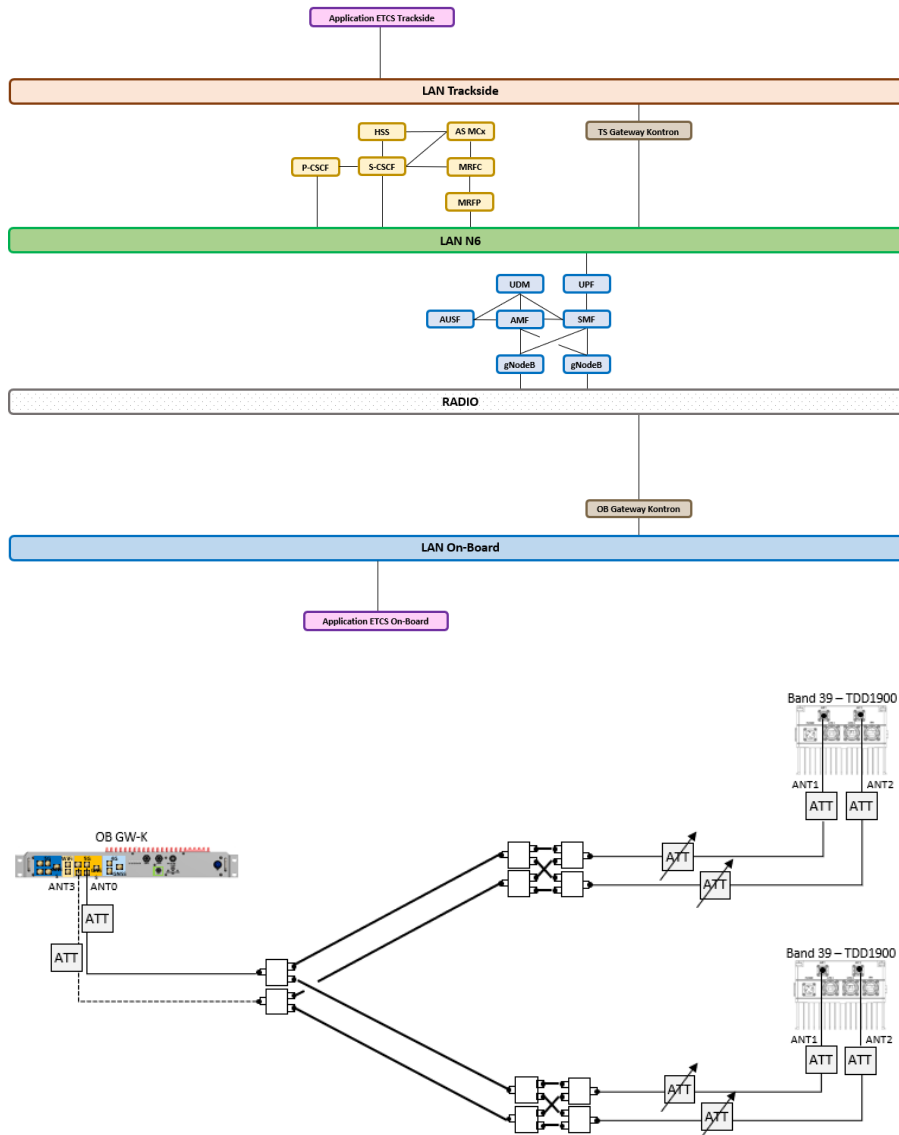 Application ETCS Trackside
LAN Trackside
HSS
AS MCx
TS Gateway Kontron
P-CSCF
S-CSCF
MRFC
MRFP
LAN N6
UDM
UPF
AUSF
AMF
SMF
gNodeB
gNodeB
RADIO
OB Gateway Kontron
LAN On-Board
Application ETCS On-Board
Band 39 – TDD1900
ANT1
ANT2
ATT
ATT
OB GW-K
5G
ANT3
ANT0
ATT
ATT
ATT
ATT
Band 39 – TDD1900
ANT1
ANT2
ATT
ATT
ATT
ATT